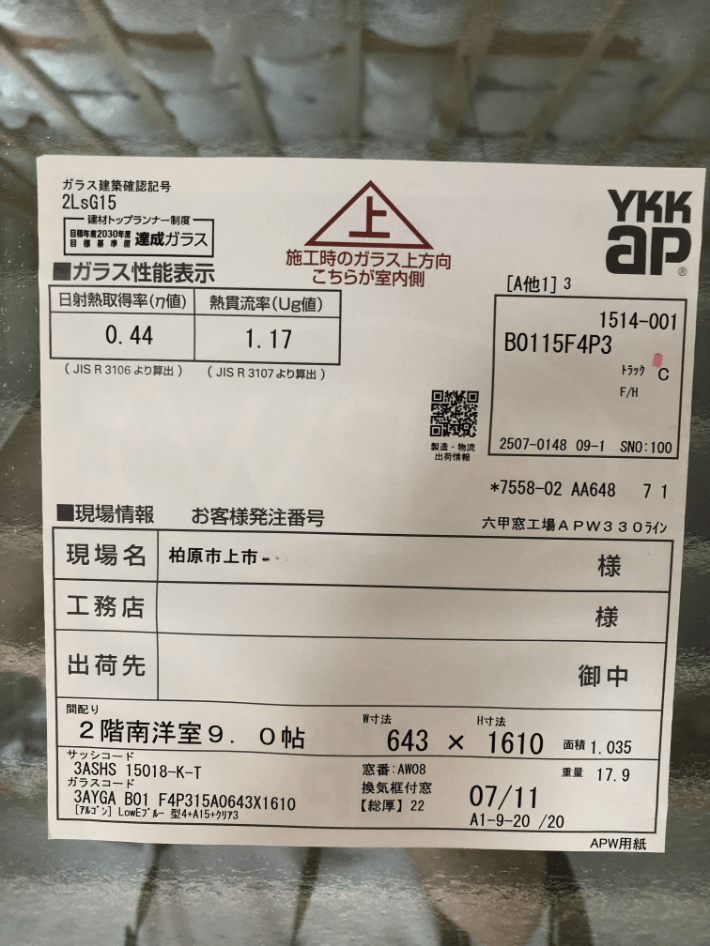 ガラス建築確認記号
2LsG15
建材トップランナー制度
目標年度2030年度
目標基準値
達成ガラス
上
施工時のガラス上方向
こちらが室内側
YKK
ap®
■ガラス性能表示
日射熱取得率(η値) 熱貫流率(Ug値)
0.44 1.17
(JIS R 3106より算出) (JIS R 3107より算出)
[A他1] 3
1514-001
B0115F4P3
トラック C
F/H
2507-0148 09-1 SNO:100
製造・物流
出荷情報
*7558-02 AA648 7 1
■現場情報 お客様発注番号
六甲窓工場APW330ライン
現場名 柏原市上市 様
工務店 様
出荷先 御中
間配り
2階南洋室9.0帖
W寸法 H寸法
643 × 1610 面積 1.035
サッシコード
3ASHS 15018-K-T
窓番:AW08
重量 17.9
ガラスコード
3AYGA B01 F4P315A0643X1610
換気框付窓
07/11
[アルゴン] LowEブルー 型4+A15+クリア3
【総厚】22
A1-9-20 /20
APW用紙